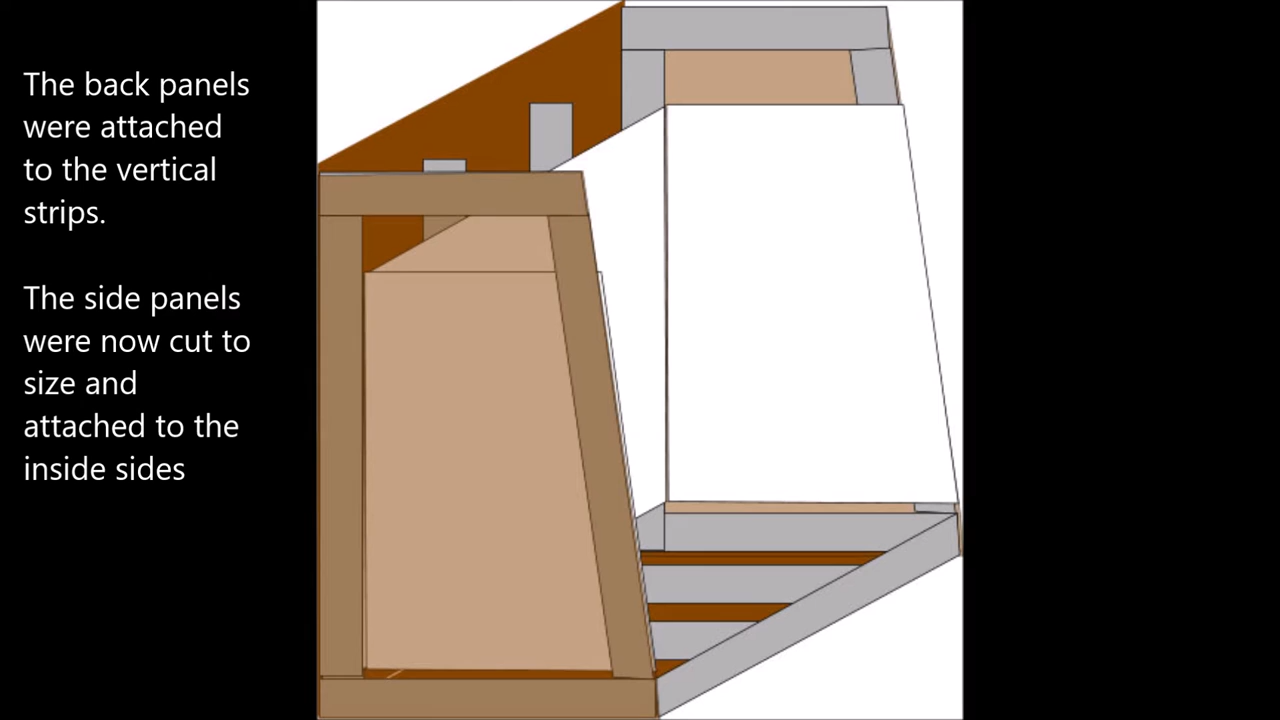 The back panels
were attached
to the vertical
strips.
The side panels
were now cut to
size and
attached to the
inside sides